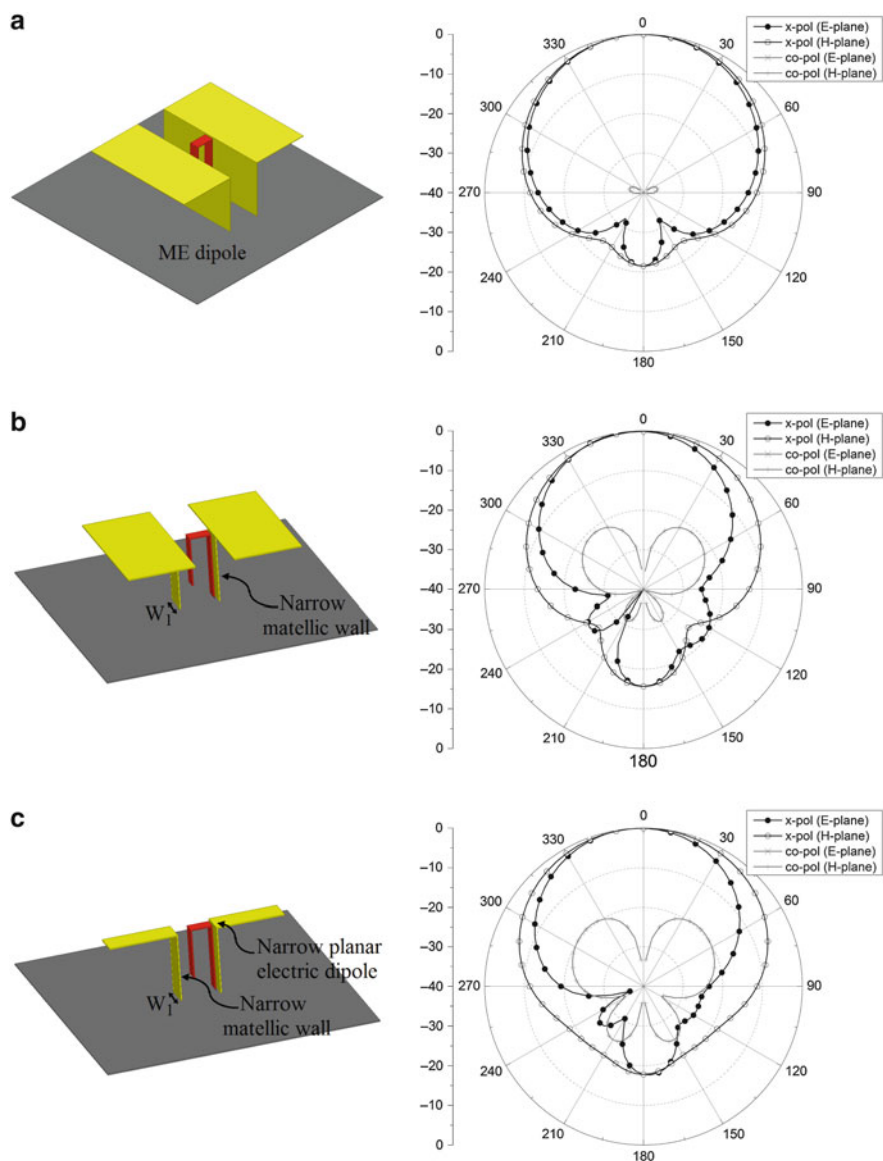 a
ME dipole
0
−10
−20
−30
−40
−30
−20
−10
0
0
30
60
90
120
150
180
210
240
270
300
330
x-pol (E-plane)
x-pol (H-plane)
co-pol (E-plane)
co-pol (H-plane)
b
W1
Narrow
matellic wall
0
−10
−20
−30
−40
−30
−20
−10
0
0
30
60
90
120
150
180
210
240
270
300
330
x-pol (E-plane)
x-pol (H-plane)
co-pol (E-plane)
co-pol (H-plane)
c
Narrow planar
electric dipole
W1
Narrow
matellic wall
0
−10
−20
−30
−40
−30
−20
−10
0
0
30
60
90
120
150
180
210
240
270
300
330
x-pol (E-plane)
x-pol (H-plane)
co-pol (E-plane)
co-pol (H-plane)